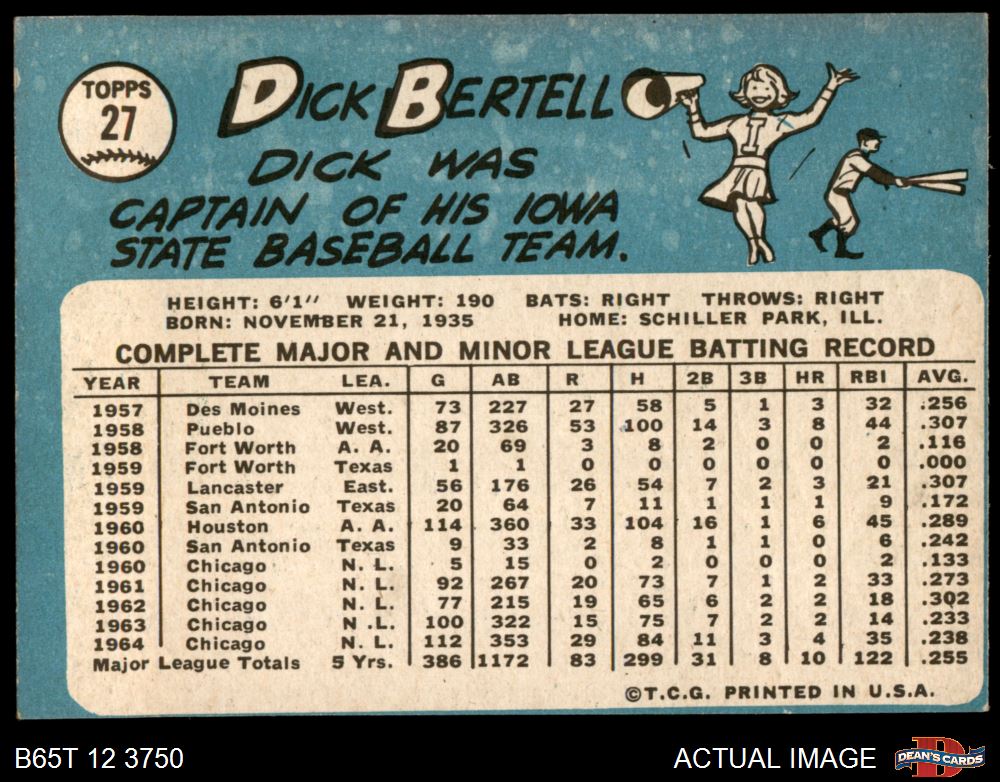 TOPPS
27
DICK BERTELL
I
DICK WAS
CAPTAIN OF HIS IOWA
STATE BASEBALL TEAM.
HEIGHT: 6'1" WEIGHT: 190 BATS: RIGHT THROWS: RIGHT
BORN: NOVEMBER 21, 1935 HOME: SCHILLER PARK, ILL.
COMPLETE MAJOR AND MINOR LEAGUE BATTING RECORD
YEAR TEAM LEA. G AB R H 2B 3B HR RBI AVG.
1957 Des Moines West. 73 227 27 58 5 1 3 32 .256
1958 Pueblo West. 87 326 53 100 14 3 8 44 .307
1958 Fort Worth A. A. 20 69 3 8 2 0 0 2 .116
1959 Fort Worth Texas 1 1 0 0 0 0 0 0 .000
1959 Lancaster East. 56 176 26 54 7 2 3 21 .307
1959 San Antonio Texas 20 64 7 11 1 1 1 9 .172
1960 Houston A. A. 114 360 33 104 16 1 6 45 .289
1960 San Antonio Texas 9 33 2 8 1 1 0 6 .242
1960 Chicago N. L. 5 15 0 2 0 0 0 2 .133
1961 Chicago N. L. 92 267 20 73 7 1 2 33 .273
1962 Chicago N. L. 77 215 19 65 6 2 2 18 .302
1963 Chicago N .L. 100 322 15 75 7 2 2 14 .233
1964 Chicago N. L. 112 353 29 84 11 3 4 35 .238
Major League Totals 5 Yrs. 386 1172 83 299 31 8 10 122 .255
©T.C.G. PRINTED IN U.S.A.
B65T 12 3750 ACTUAL IMAGE
D
DEAN'S CARDS